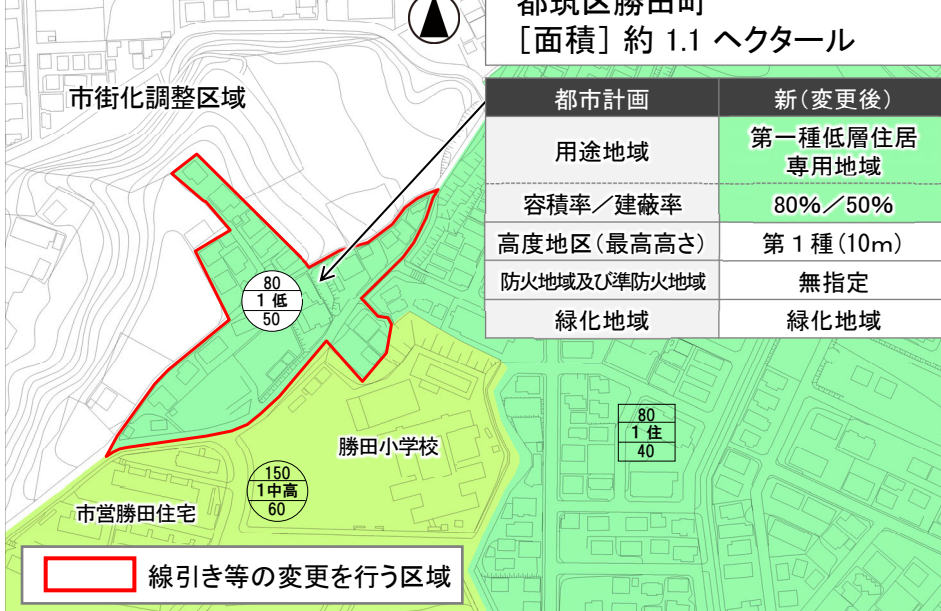 都筑区勝田町
［面積］約 1.1 ヘクタール
市街化調整区域
都市計画 新（変更後）
用途地域 第一種低層住居
専用地域
容積率／建蔽率 80％／50％
高度地区（最高高さ） 第 1 種（10ｍ）
防火地域及び準防火地域 無指定
緑化地域 緑化地域
80
1 低
50
勝田小学校
80
1 住
40
150
1中高
60
市営勝田住宅
線引き等の変更を行う区域